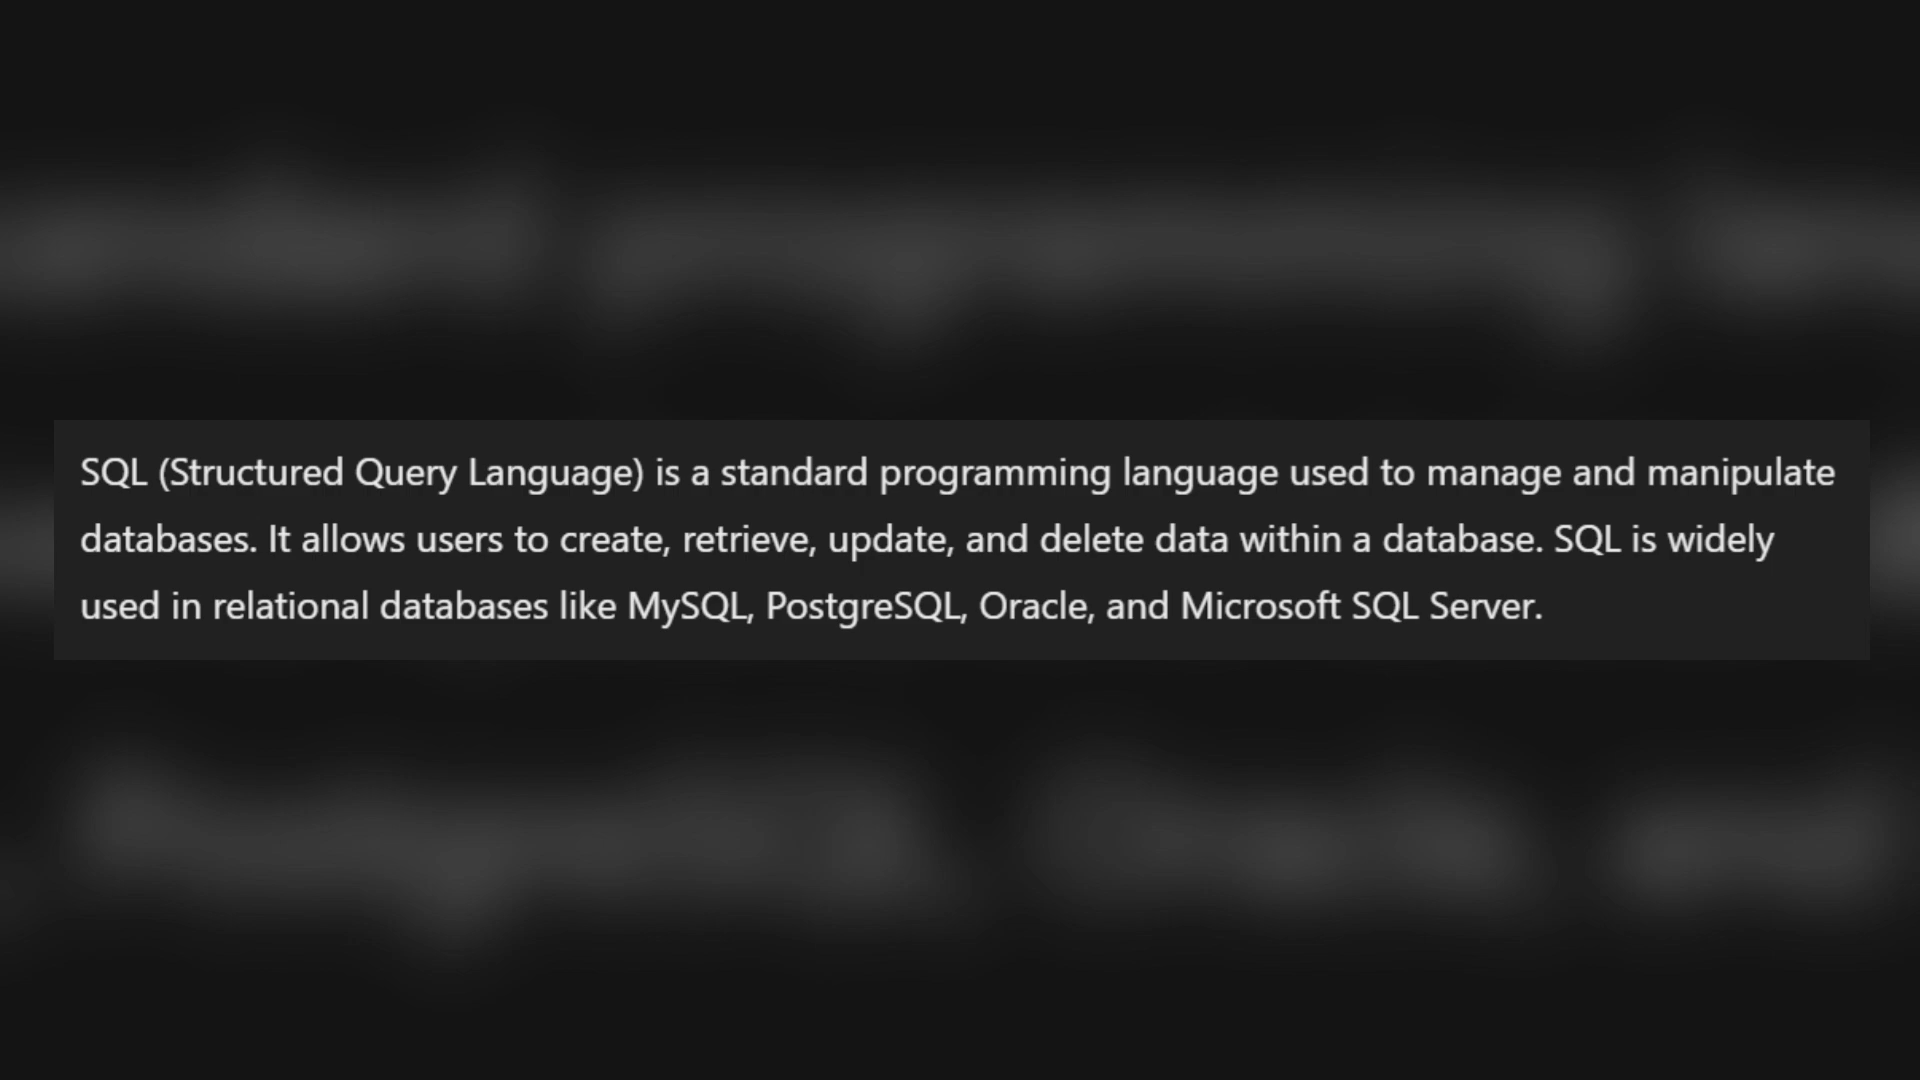 SQL (Structured Query Language) is a standard programming language used to manage and manipulate
databases. It allows users to create, retrieve, update, and delete data within a database. SQL is widely
used in relational databases like MySQL, PostgreSQL, Oracle, and Microsoft SQL Server.